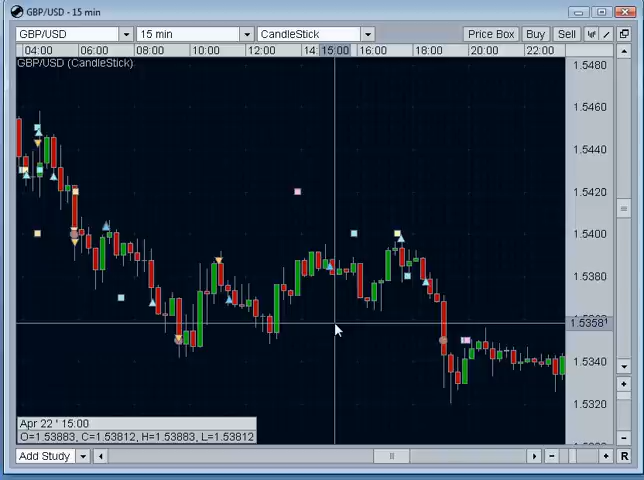 GBP/USD - 15 min
GBP/USD 15 min CandleStick Price Box Buy Sell
04:00 06:00 08:00 10:00 12:00 14: 15:00 16:00 18:00 20:00 22:00
GBP/USD (CandleStick)
1.5480
1.5460
1.5440
1.5420
1.5400
1.5380
1.5358¹
1.5340
1.5320
Apr 22 ' 15:00
O=1.53883, C=1.53812, H=1.53883, L=1.53812
Add Study R